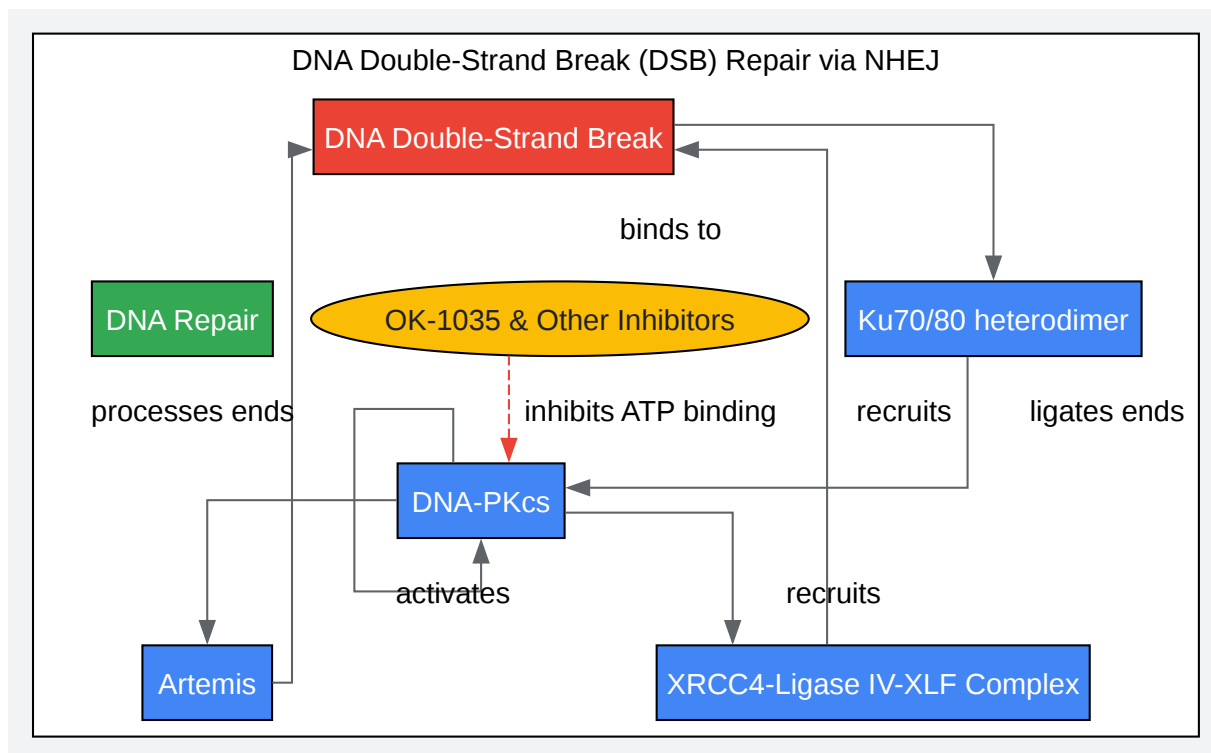 DNA Double-Strand Break (DSB) Repair via NHEJ
DNA Double-Strand Break
binds to
DNA Repair
OK-1035 & Other Inhibitors
Ku70/80 heterodimer
processes ends
inhibits ATP binding
recruits
ligates ends
DNA-PKcs
activates
recruits
Artemis
XRCC4-Ligase IV-XLF Complex